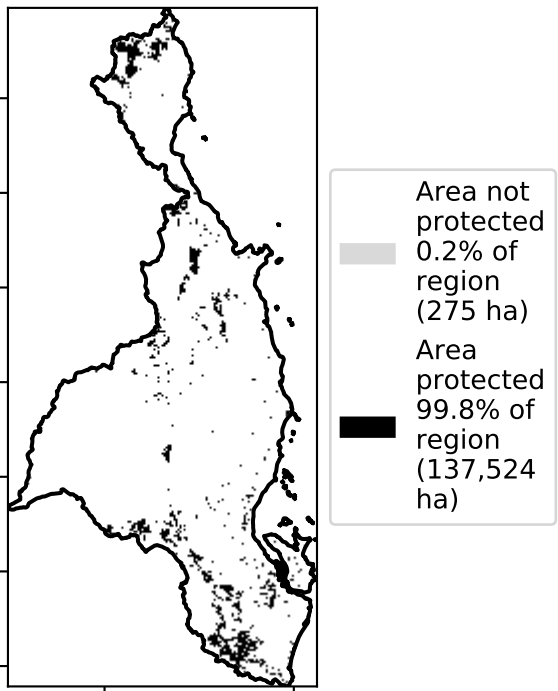 Area not
protected
0.2% of
region
(275 ha)
Area
protected
99.8% of
region
(137,524
ha)